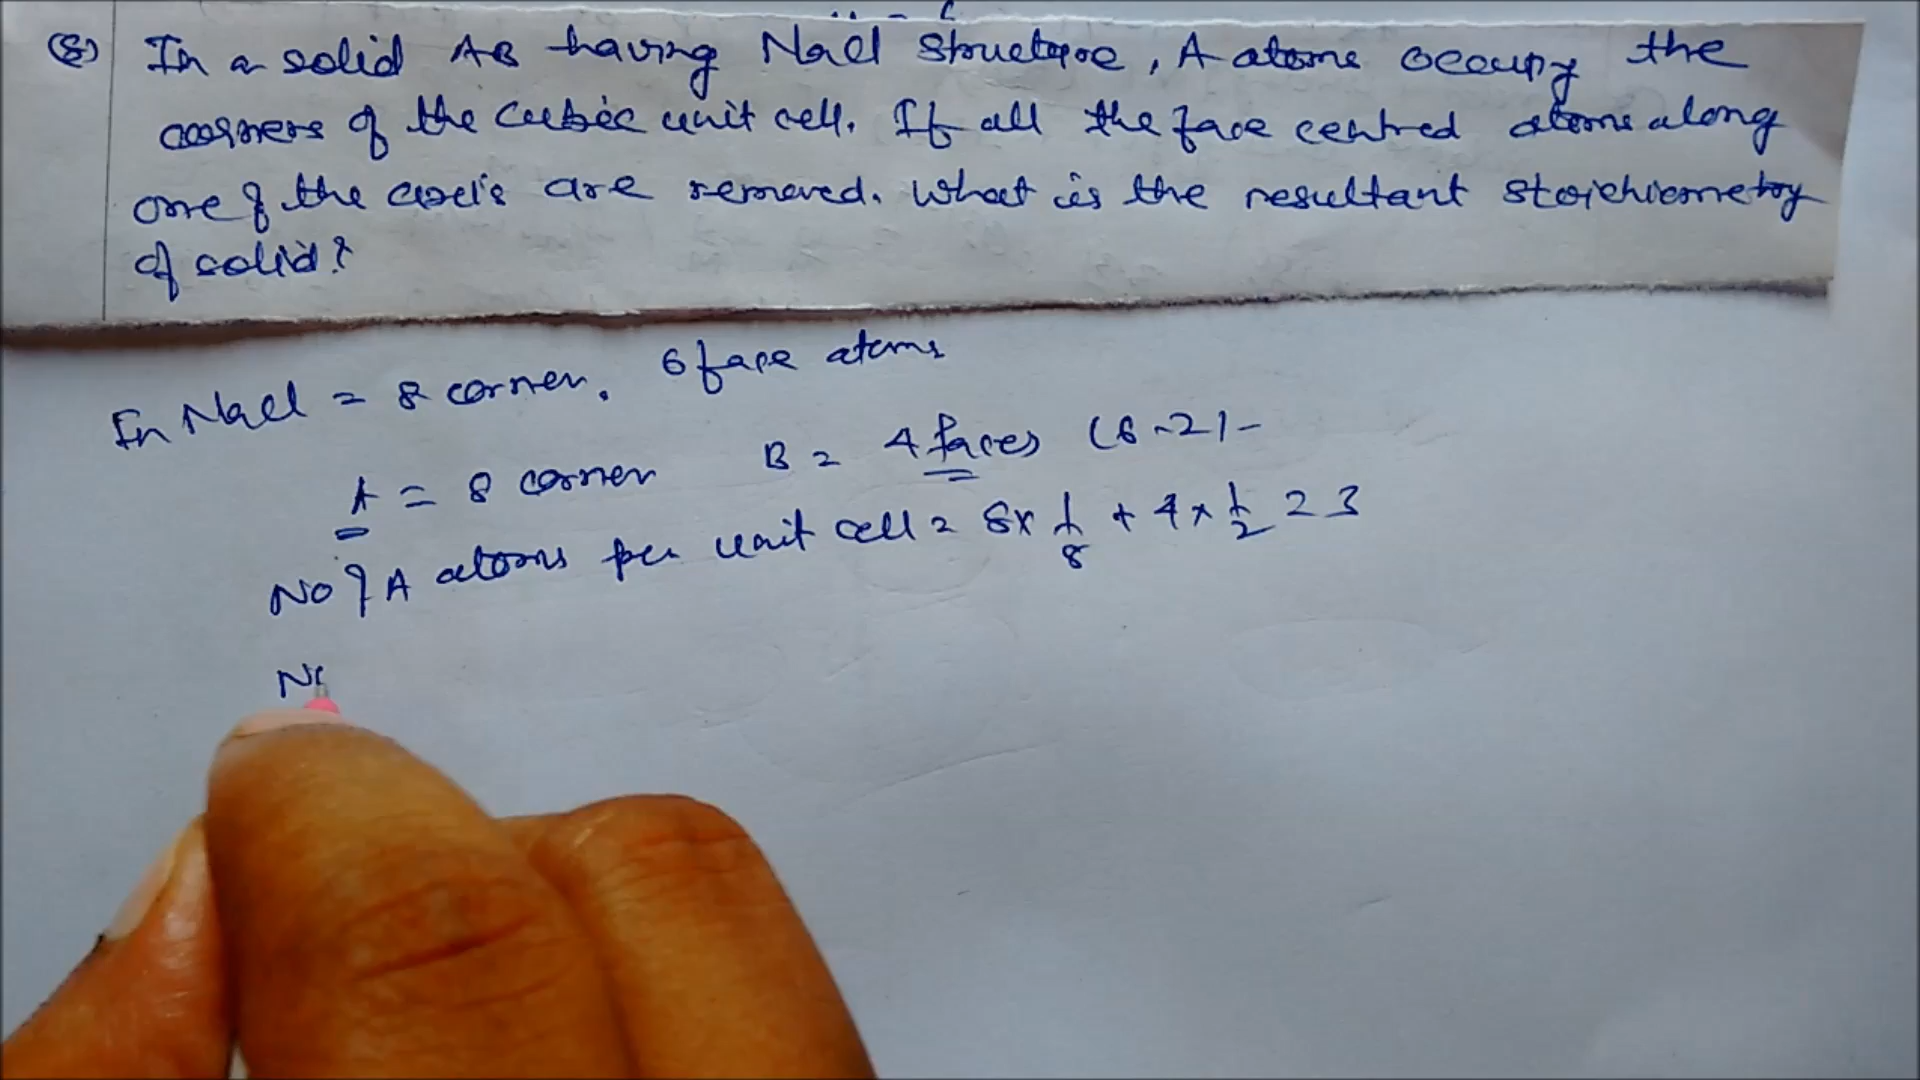 (8) In a solid AB having NaCl structure, A atoms occupy the
corners of the cubic unit cell. If all the face centred atoms along
one of the axis are removed. What is the resultant stoichiometry
of solid?
In NaCl = 8 corner, 6 face atoms
A = 8 corner B = 4 faces (6-2) -
No of A atoms per unit cell = 8 x 1/8 + 4 x 1/2 = 3
No